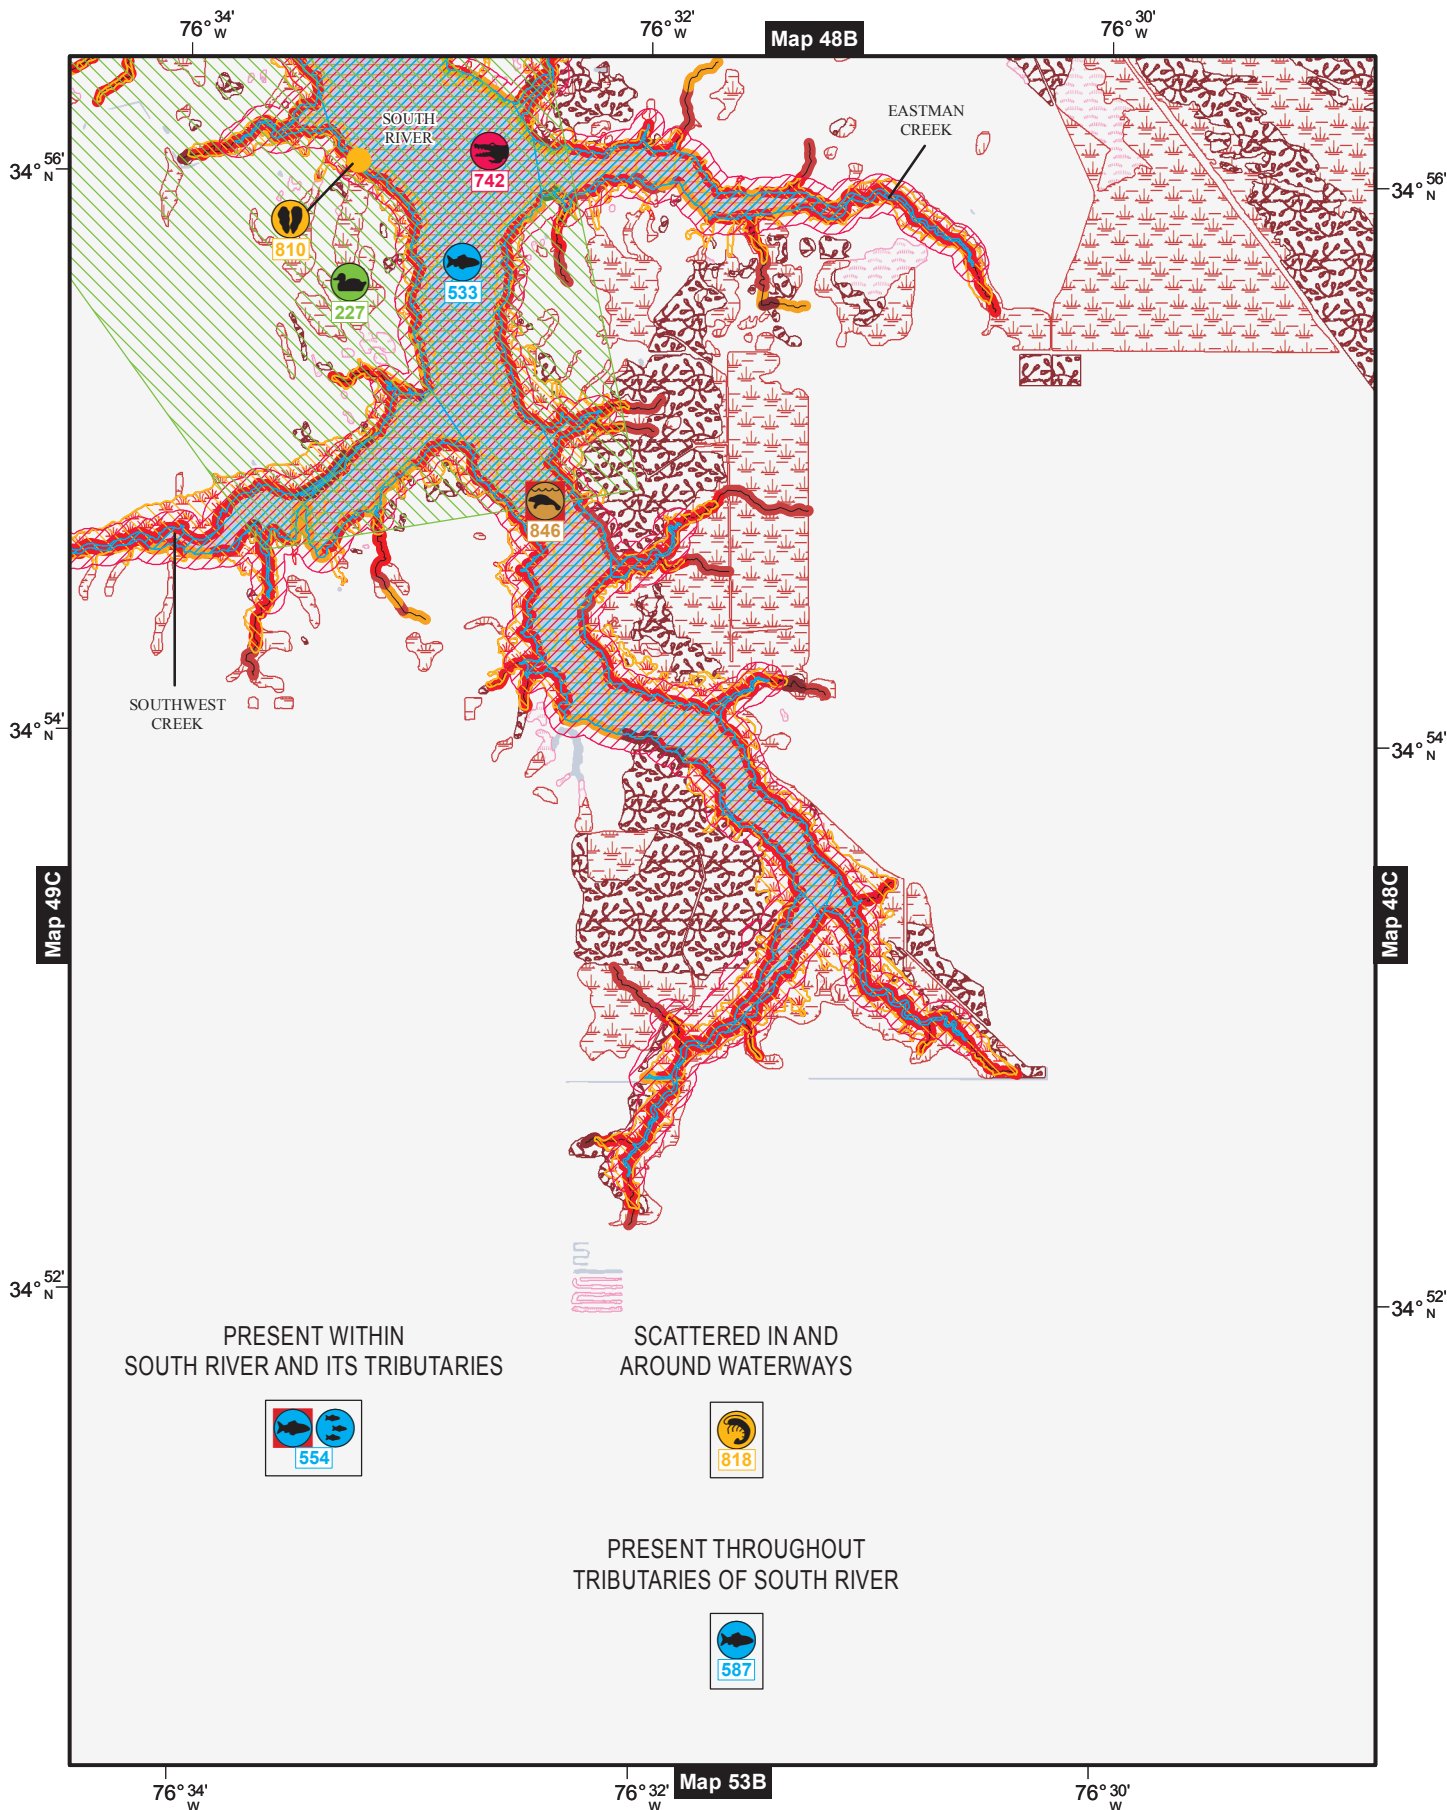 76° 34' W
76° 32' W
Map 48B
76° 30' W
SOUTH
RIVER
EASTMAN
CREEK
34° 56' N
34° 56' N
742
810
533
227
846
SOUTHWEST
CREEK
34° 54' N
34° 54' N
Map 49C
Map 48C
34° 52' N
34° 52' N
PRESENT WITHIN
SOUTH RIVER AND ITS TRIBUTARIES
554
SCATTERED IN AND
AROUND WATERWAYS
818
PRESENT THROUGHOUT
TRIBUTARIES OF SOUTH RIVER
587
76° 34' W
76° 32' W
Map 53B
76° 30' W